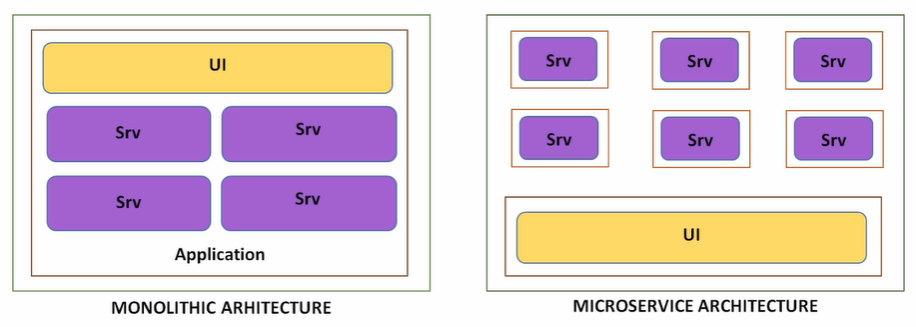 UI
Srv
Srv
Srv
Srv
Application
MONOLITHIC ARHITECTURE
Srv
Srv
Srv
Srv
Srv
Srv
UI
MICROSERVICE ARCHITECTURE